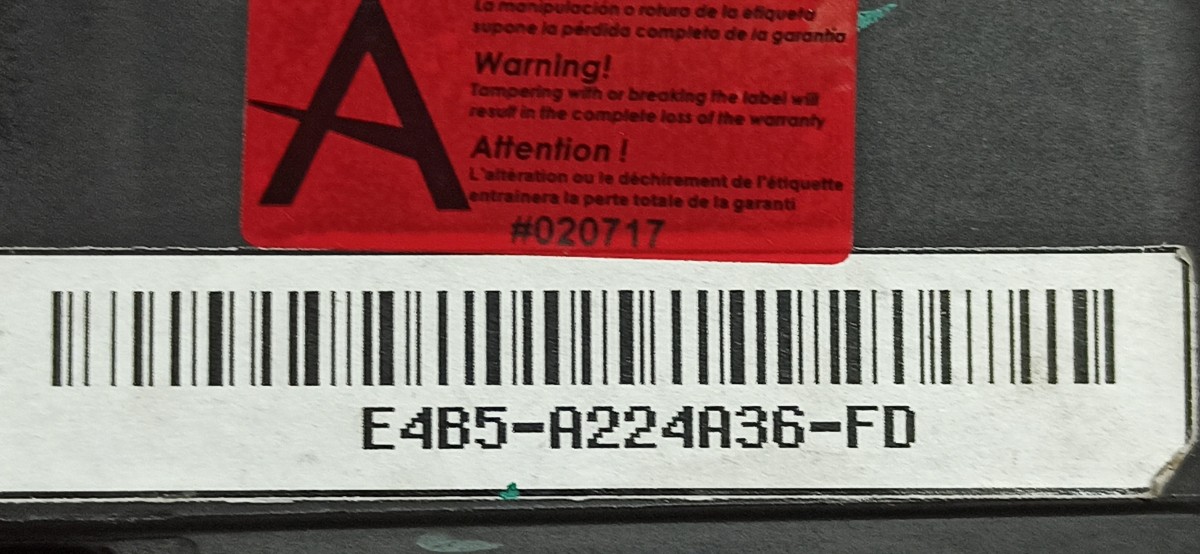 La manipulación o rotura de la etiqueta
supone la pérdida completa de la garantía
Warning!
Tampering with or breaking the label will
result in the complete loss of the warranty
Attention !
L'altération ou le déchirement de l'étiquette
entrainera la perte totale de la garanti
#020717
E4B5-A224A36-FD